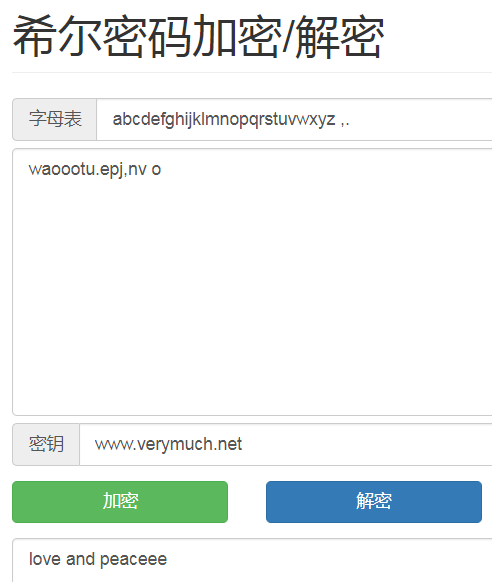 希尔密码加密/解密
字母表 abcdefghijklmnopqrstuvwxyz ,.
waoootu.epj,nv o
密钥 www.verymuch.net
加密 解密
love and peaceee